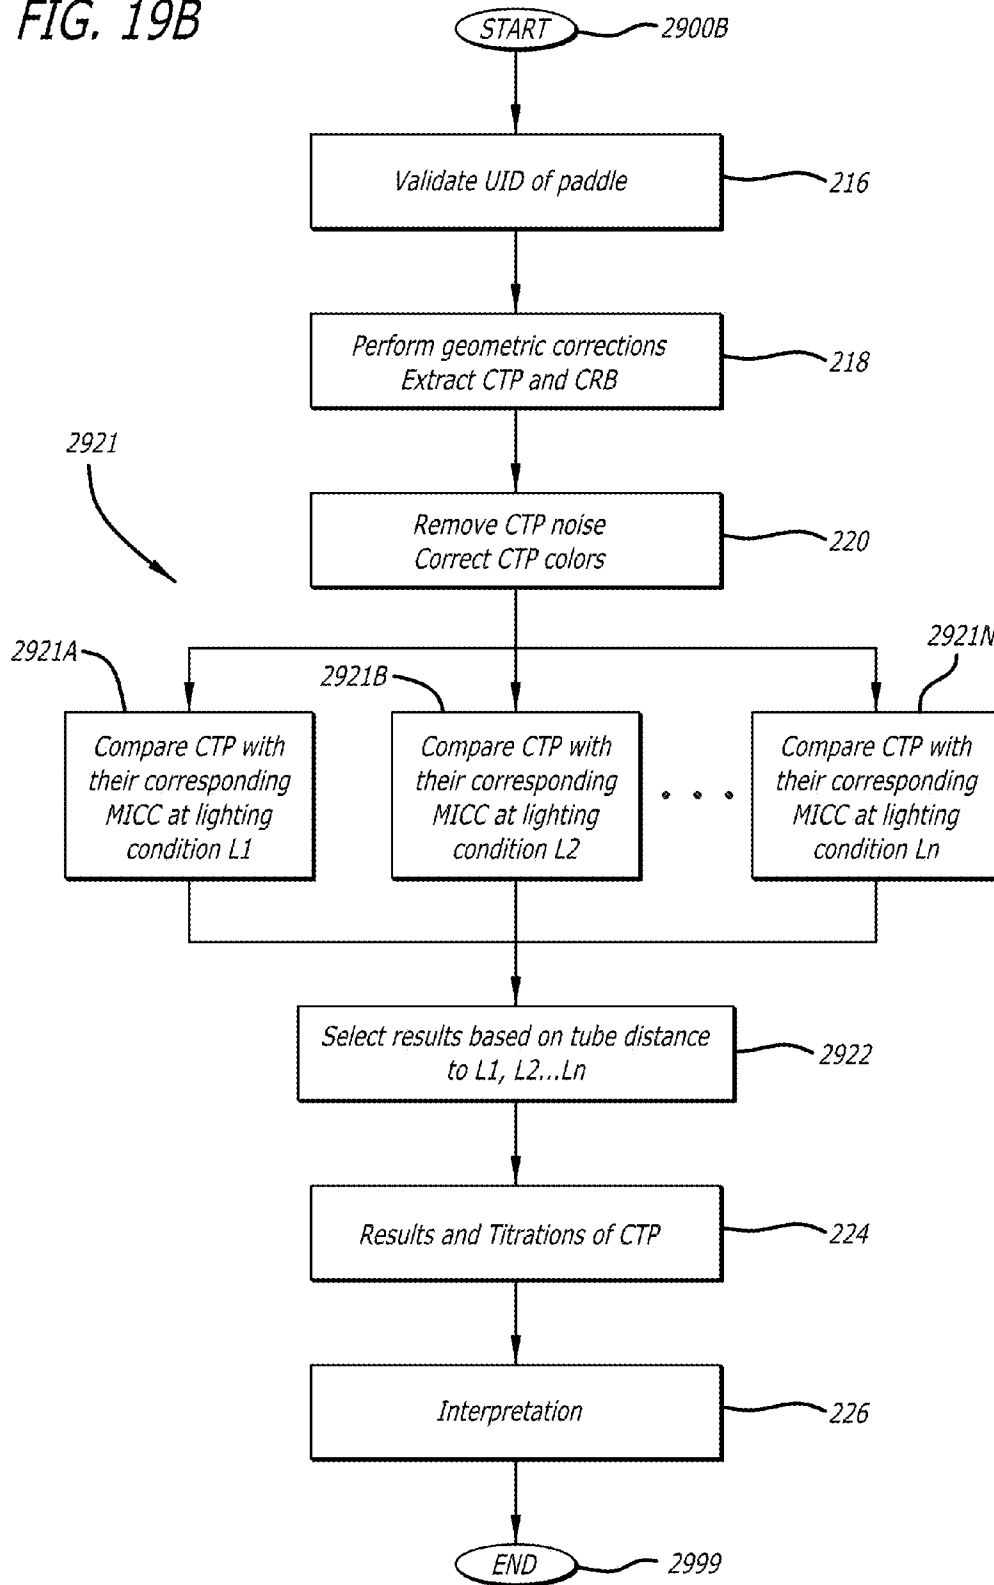 FIG. 19B
START
2900B
Validate UID of paddle
216
Perform geometric corrections
Extract CTP and CRB
218
2921
Remove CTP noise
Correct CTP colors
220
2921A
2921B
2921N
Compare CTP with
their corresponding
MICC at lighting
condition L1
Compare CTP with
their corresponding
MICC at lighting
condition L2
• • •
Compare CTP with
their corresponding
MICC at lighting
condition Ln
Select results based on tube distance
to L1, L2...Ln
2922
Results and Titrations of CTP
224
Interpretation
226
END
2999